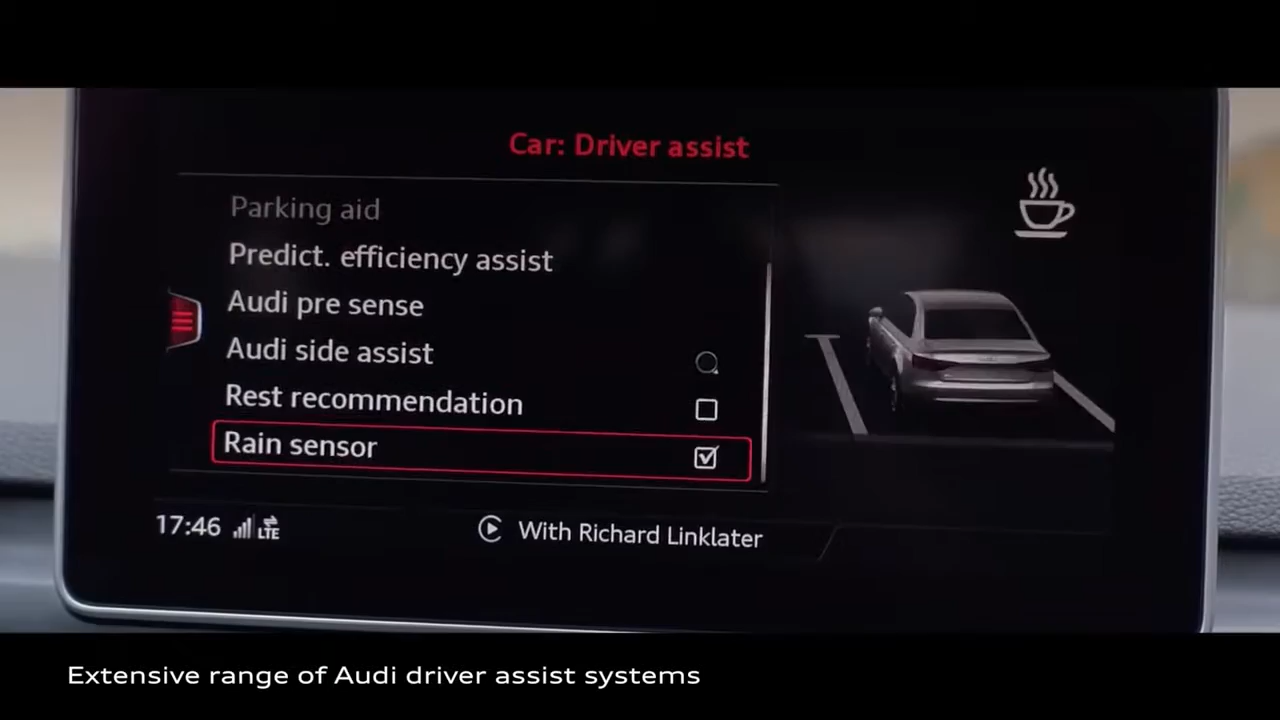 Car: Driver assist
Parking aid
Predict. efficiency assist
Audi pre sense
Audi side assist
Rest recommendation
Rain sensor
17:46 LTE
With Richard Linklater
Extensive range of Audi driver assist systems